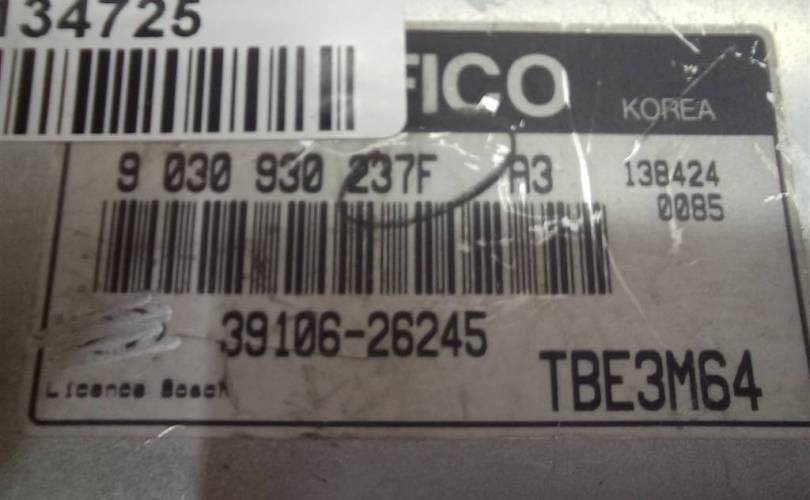 134725
FICO
KOREA
9 030 930 237F A3
138424
0085
39106-26245
Licence Bosch
TBE3M64